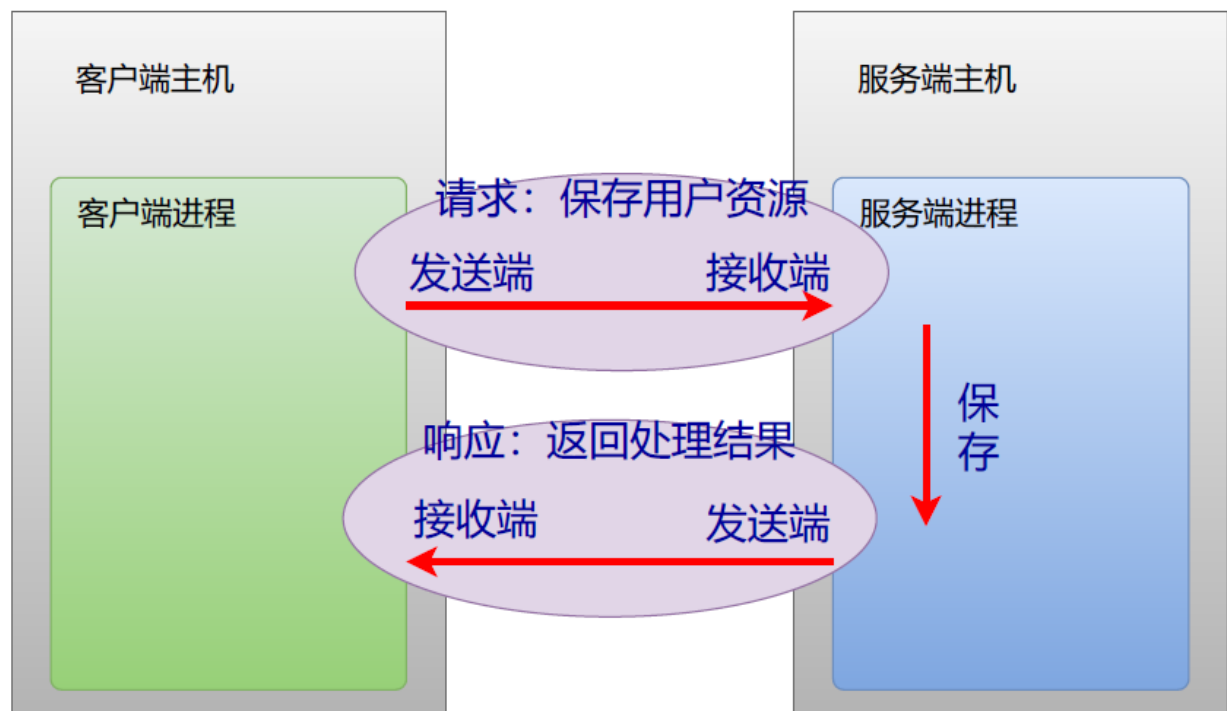 客户端主机
服务端主机
客户端进程
请求：保存用户资源
服务端进程
发送端
接收端
保存
响应：返回处理结果
接收端
发送端